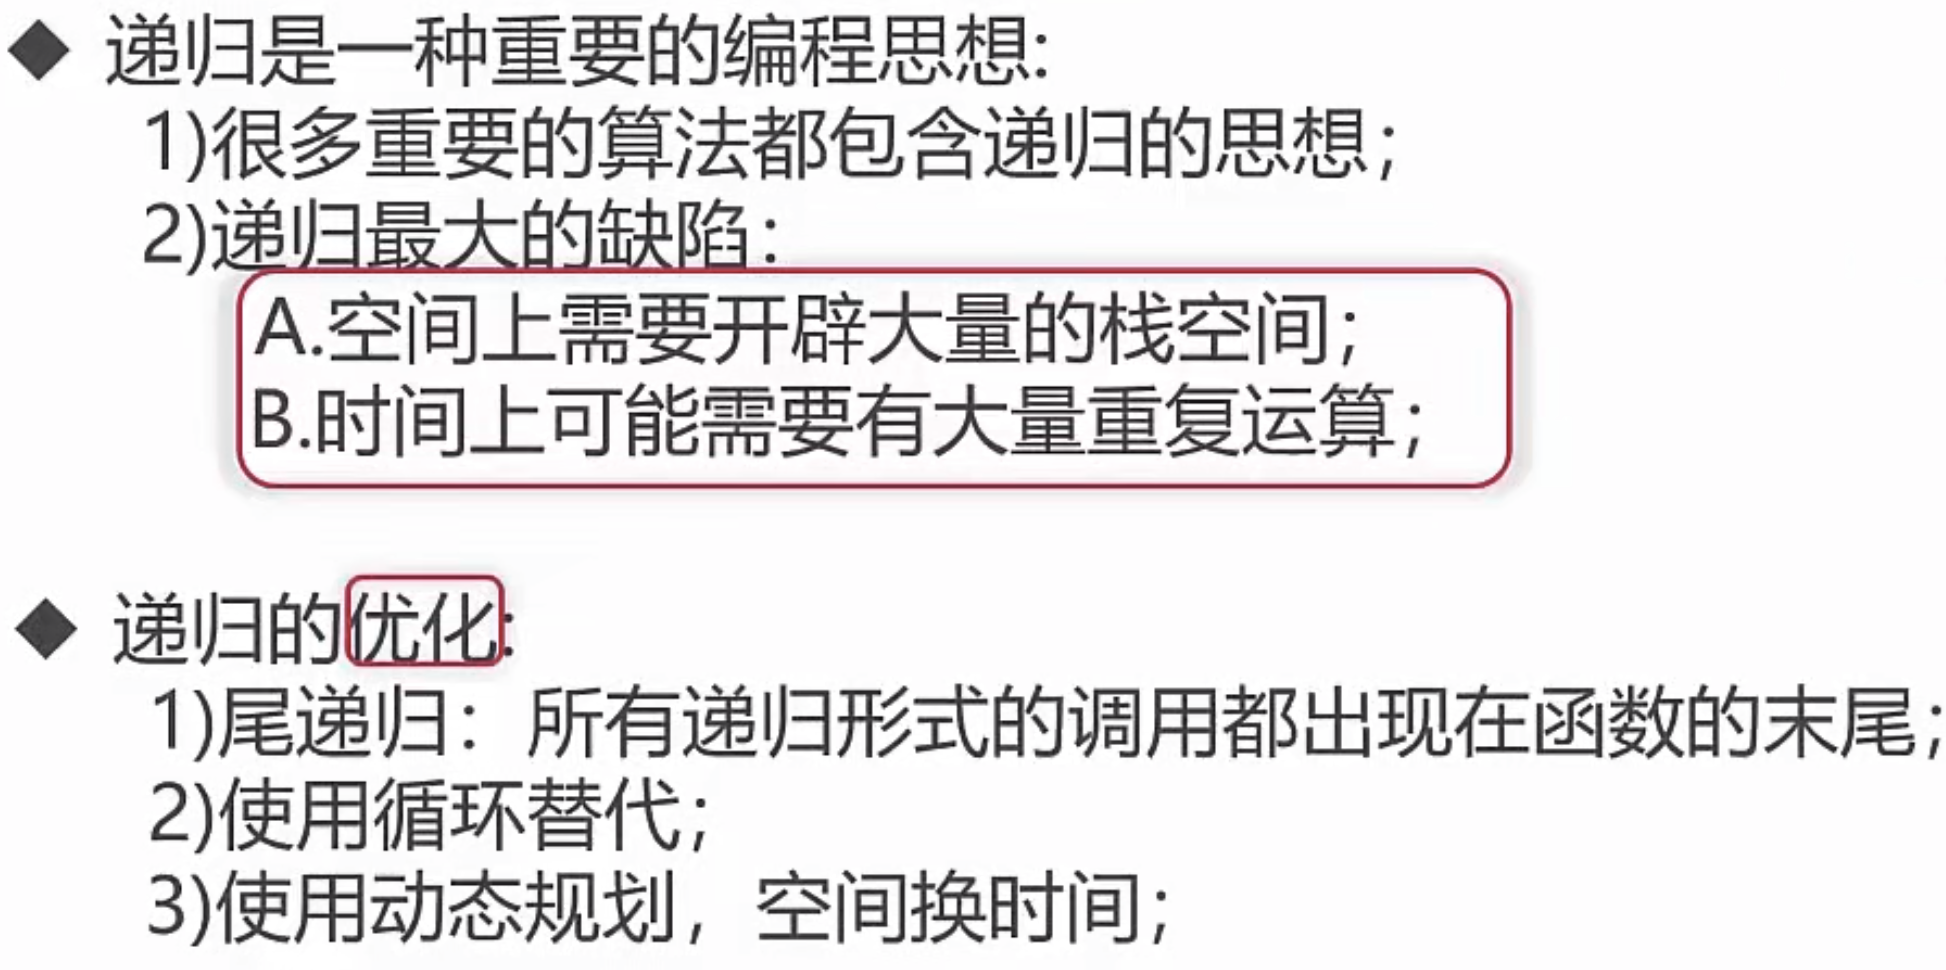 ◆ 递归是一种重要的编程思想:
1)很多重要的算法都包含递归的思想；
2)递归最大的缺陷：
A.空间上需要开辟大量的栈空间；
B.时间上可能需要有大量重复运算；
◆ 递归的优化:
1)尾递归：所有递归形式的调用都出现在函数的末尾；
2)使用循环替代；
3)使用动态规划，空间换时间；